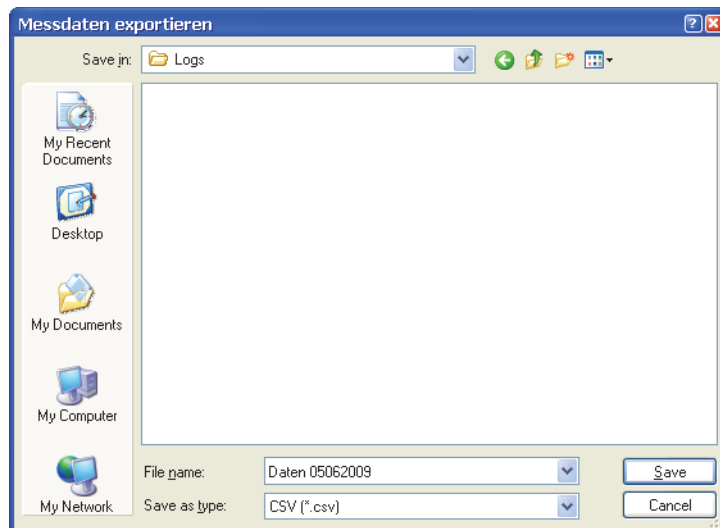 Messdaten exportieren
Save in:
Logs
My Recent
Documents
Desktop
My Documents
My Computer
My Network
File name:
Daten 05062009
Save
Save as type:
CSV (*.csv)
Cancel